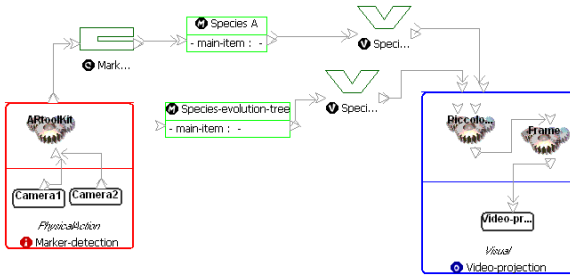 M Species A
- main-item : -
C Mark...
V Speci...
M Species-evolution-tree
- main-item : -
V Speci...
ARtoolKit
Piccolo...
Frame
Camera1
Camera2
Video-pr...
PhysicalAction
Visual
i Marker-detection
o Video-projection